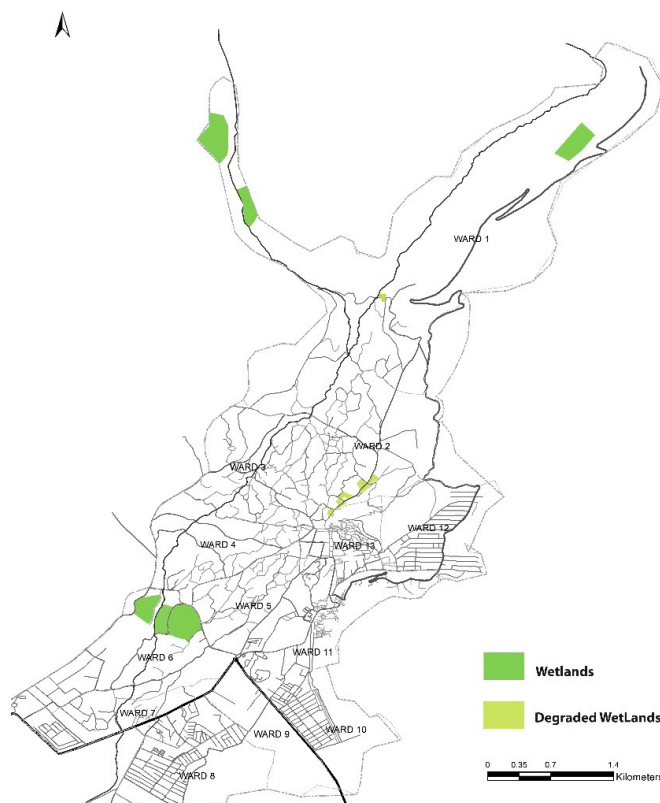 WARD 1
WARD 2
WARD 3
WARD 12
WARD 4
WARD 13
WARD 5
WARD 11
WARD 6
Wetlands
WARD 7
Degraded WetLands
WARD 9
WARD 10
WARD 8
0 0.35 0.7 1.4
Kilometers